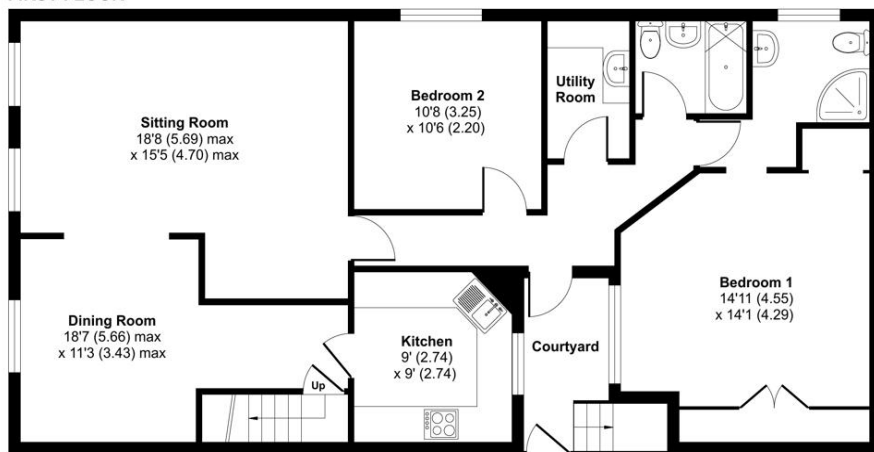 FIRST FLOOR
Sitting Room
18'8 (5.69) max
x 15'5 (4.70) max
Bedroom 2
10'8 (3.25)
x 10'6 (2.20)
Utility
Room
Dining Room
18'7 (5.66) max
x 11'3 (3.43) max
Up
Kitchen
9' (2.74)
x 9' (2.74)
Courtyard
Bedroom 1
14'11 (4.55)
x 14'1 (4.29)